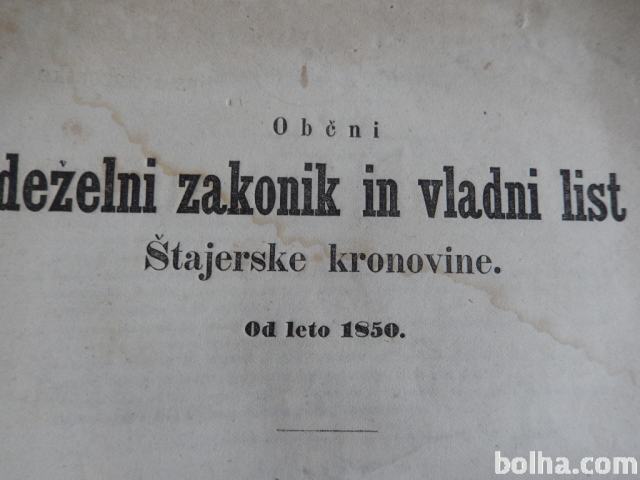 Občni
deželni zakonik in vladni list
Štajerske kronovine.
Od leto 1850.
bolha.com